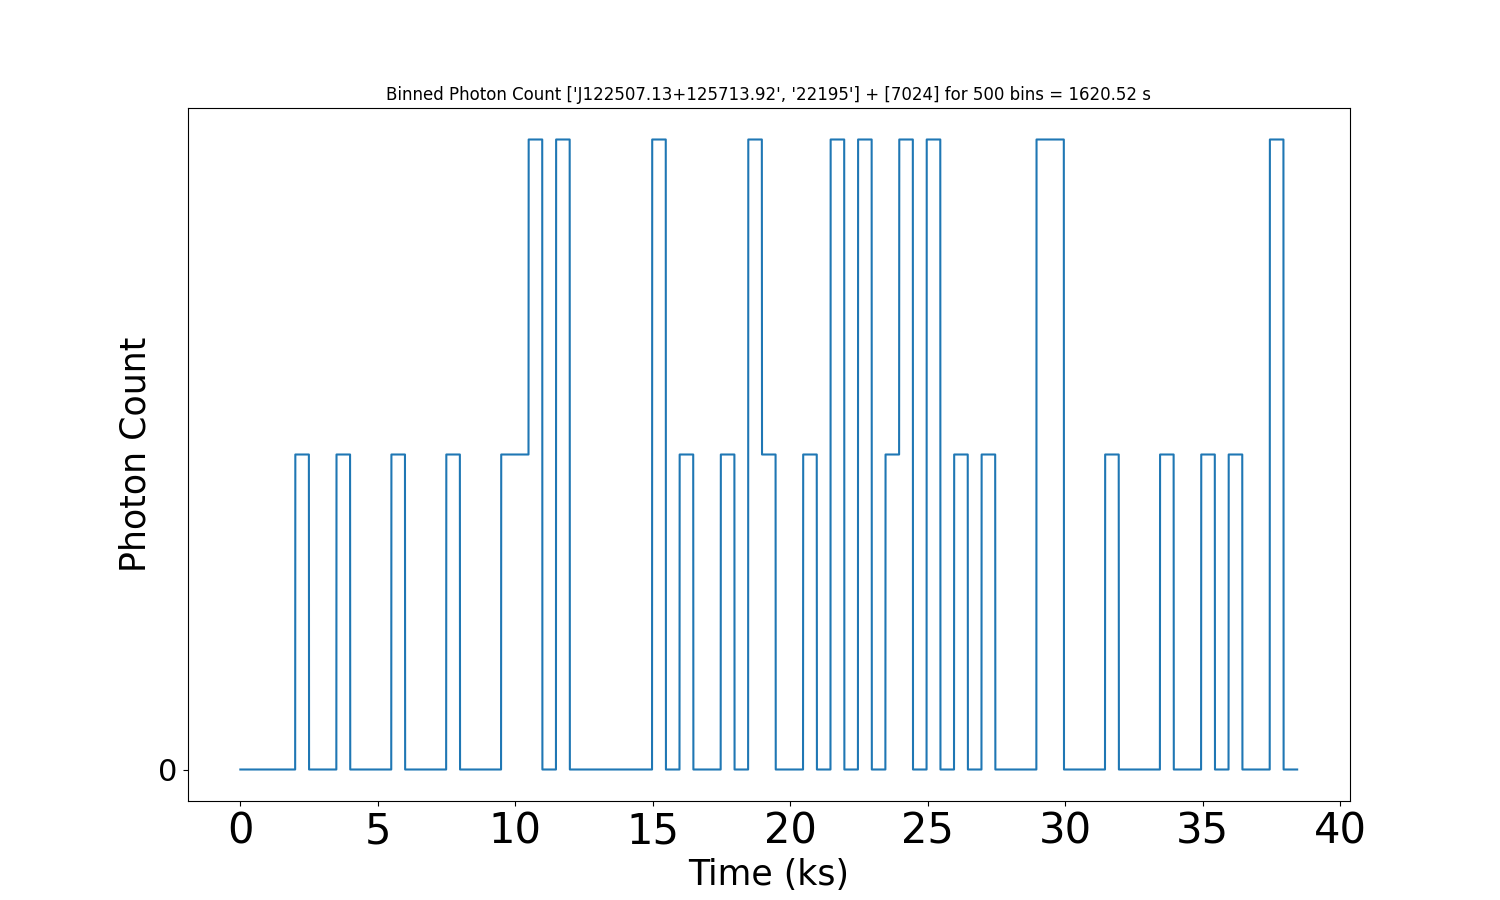 Binned Photon Count ['J122507.13+125713.92', '22195'] + [7024] for 500 bins = 1620.52 s
Photon Count
0
0 5 10 15 20 25 30 35 40
Time (ks)